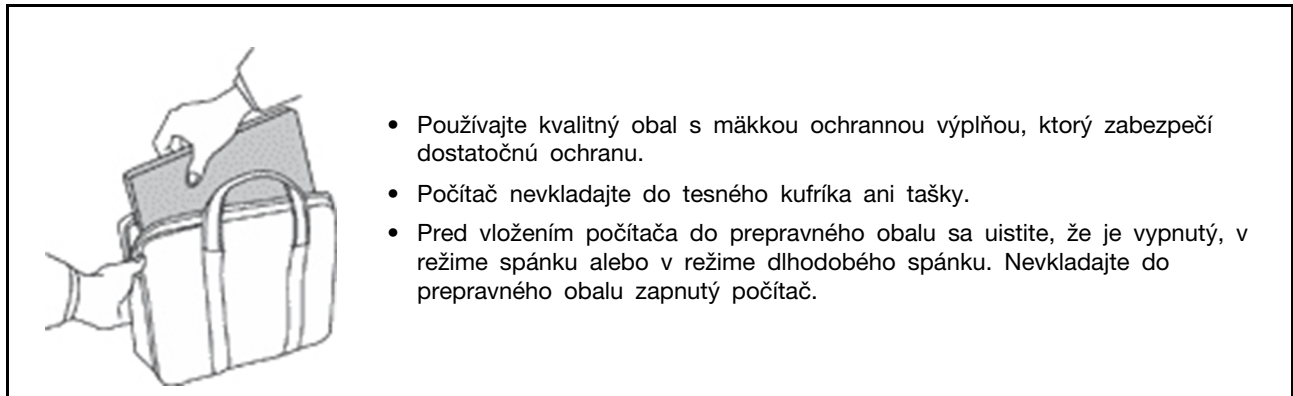 • Používajte kvalitný obal s mäkkou ochrannou výplňou, ktorý zabezpečí
dostatočnú ochranu.
• Počítač nevkladajte do tesného kufríka ani tašky.
• Pred vložením počítača do prepravného obalu sa uistite, že je vypnutý, v
režime spánku alebo v režime dlhodobého spánku. Nevkladajte do
prepravného obalu zapnutý počítač.